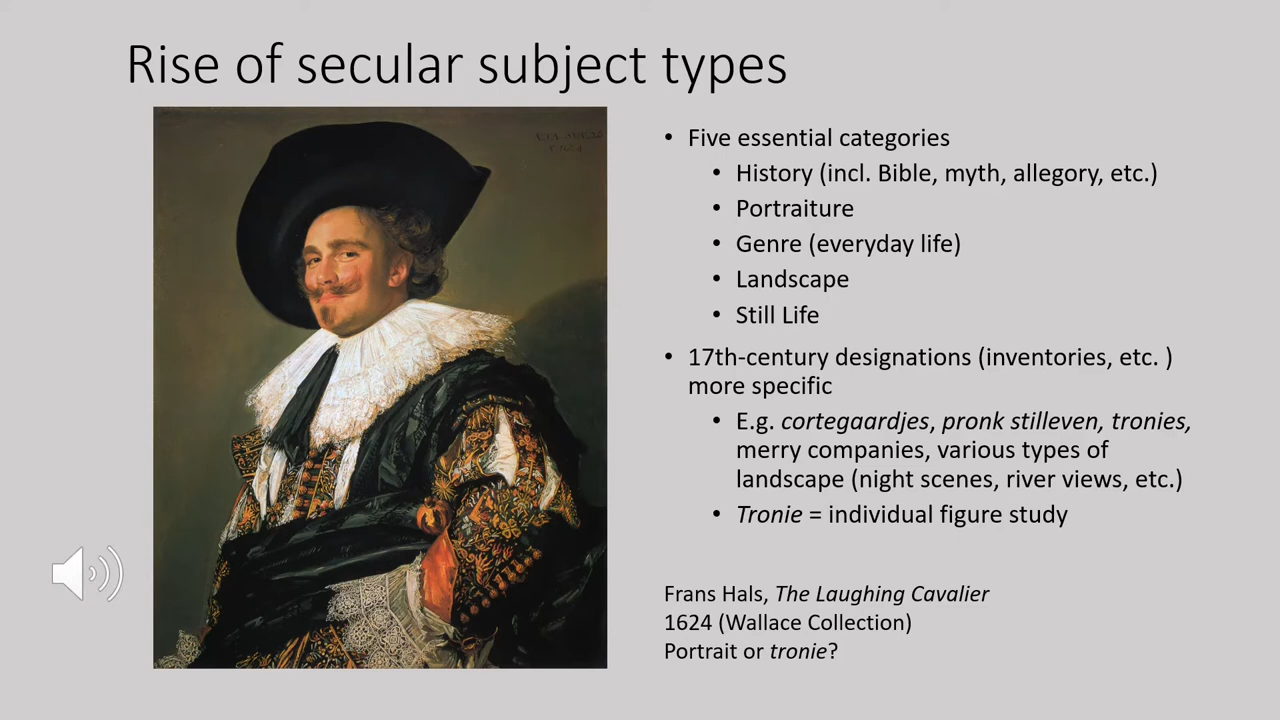 Rise of secular subject types
• Five essential categories
• History (incl. Bible, myth, allegory, etc.)
• Portraiture
• Genre (everyday life)
• Landscape
• Still Life
• 17th-century designations (inventories, etc. )
more specific
• E.g. cortegaardjes, pronk stilleven, tronies,
merry companies, various types of
landscape (night scenes, river views, etc.)
• Tronie = individual figure study
Frans Hals, The Laughing Cavalier
1624 (Wallace Collection)
Portrait or tronie?